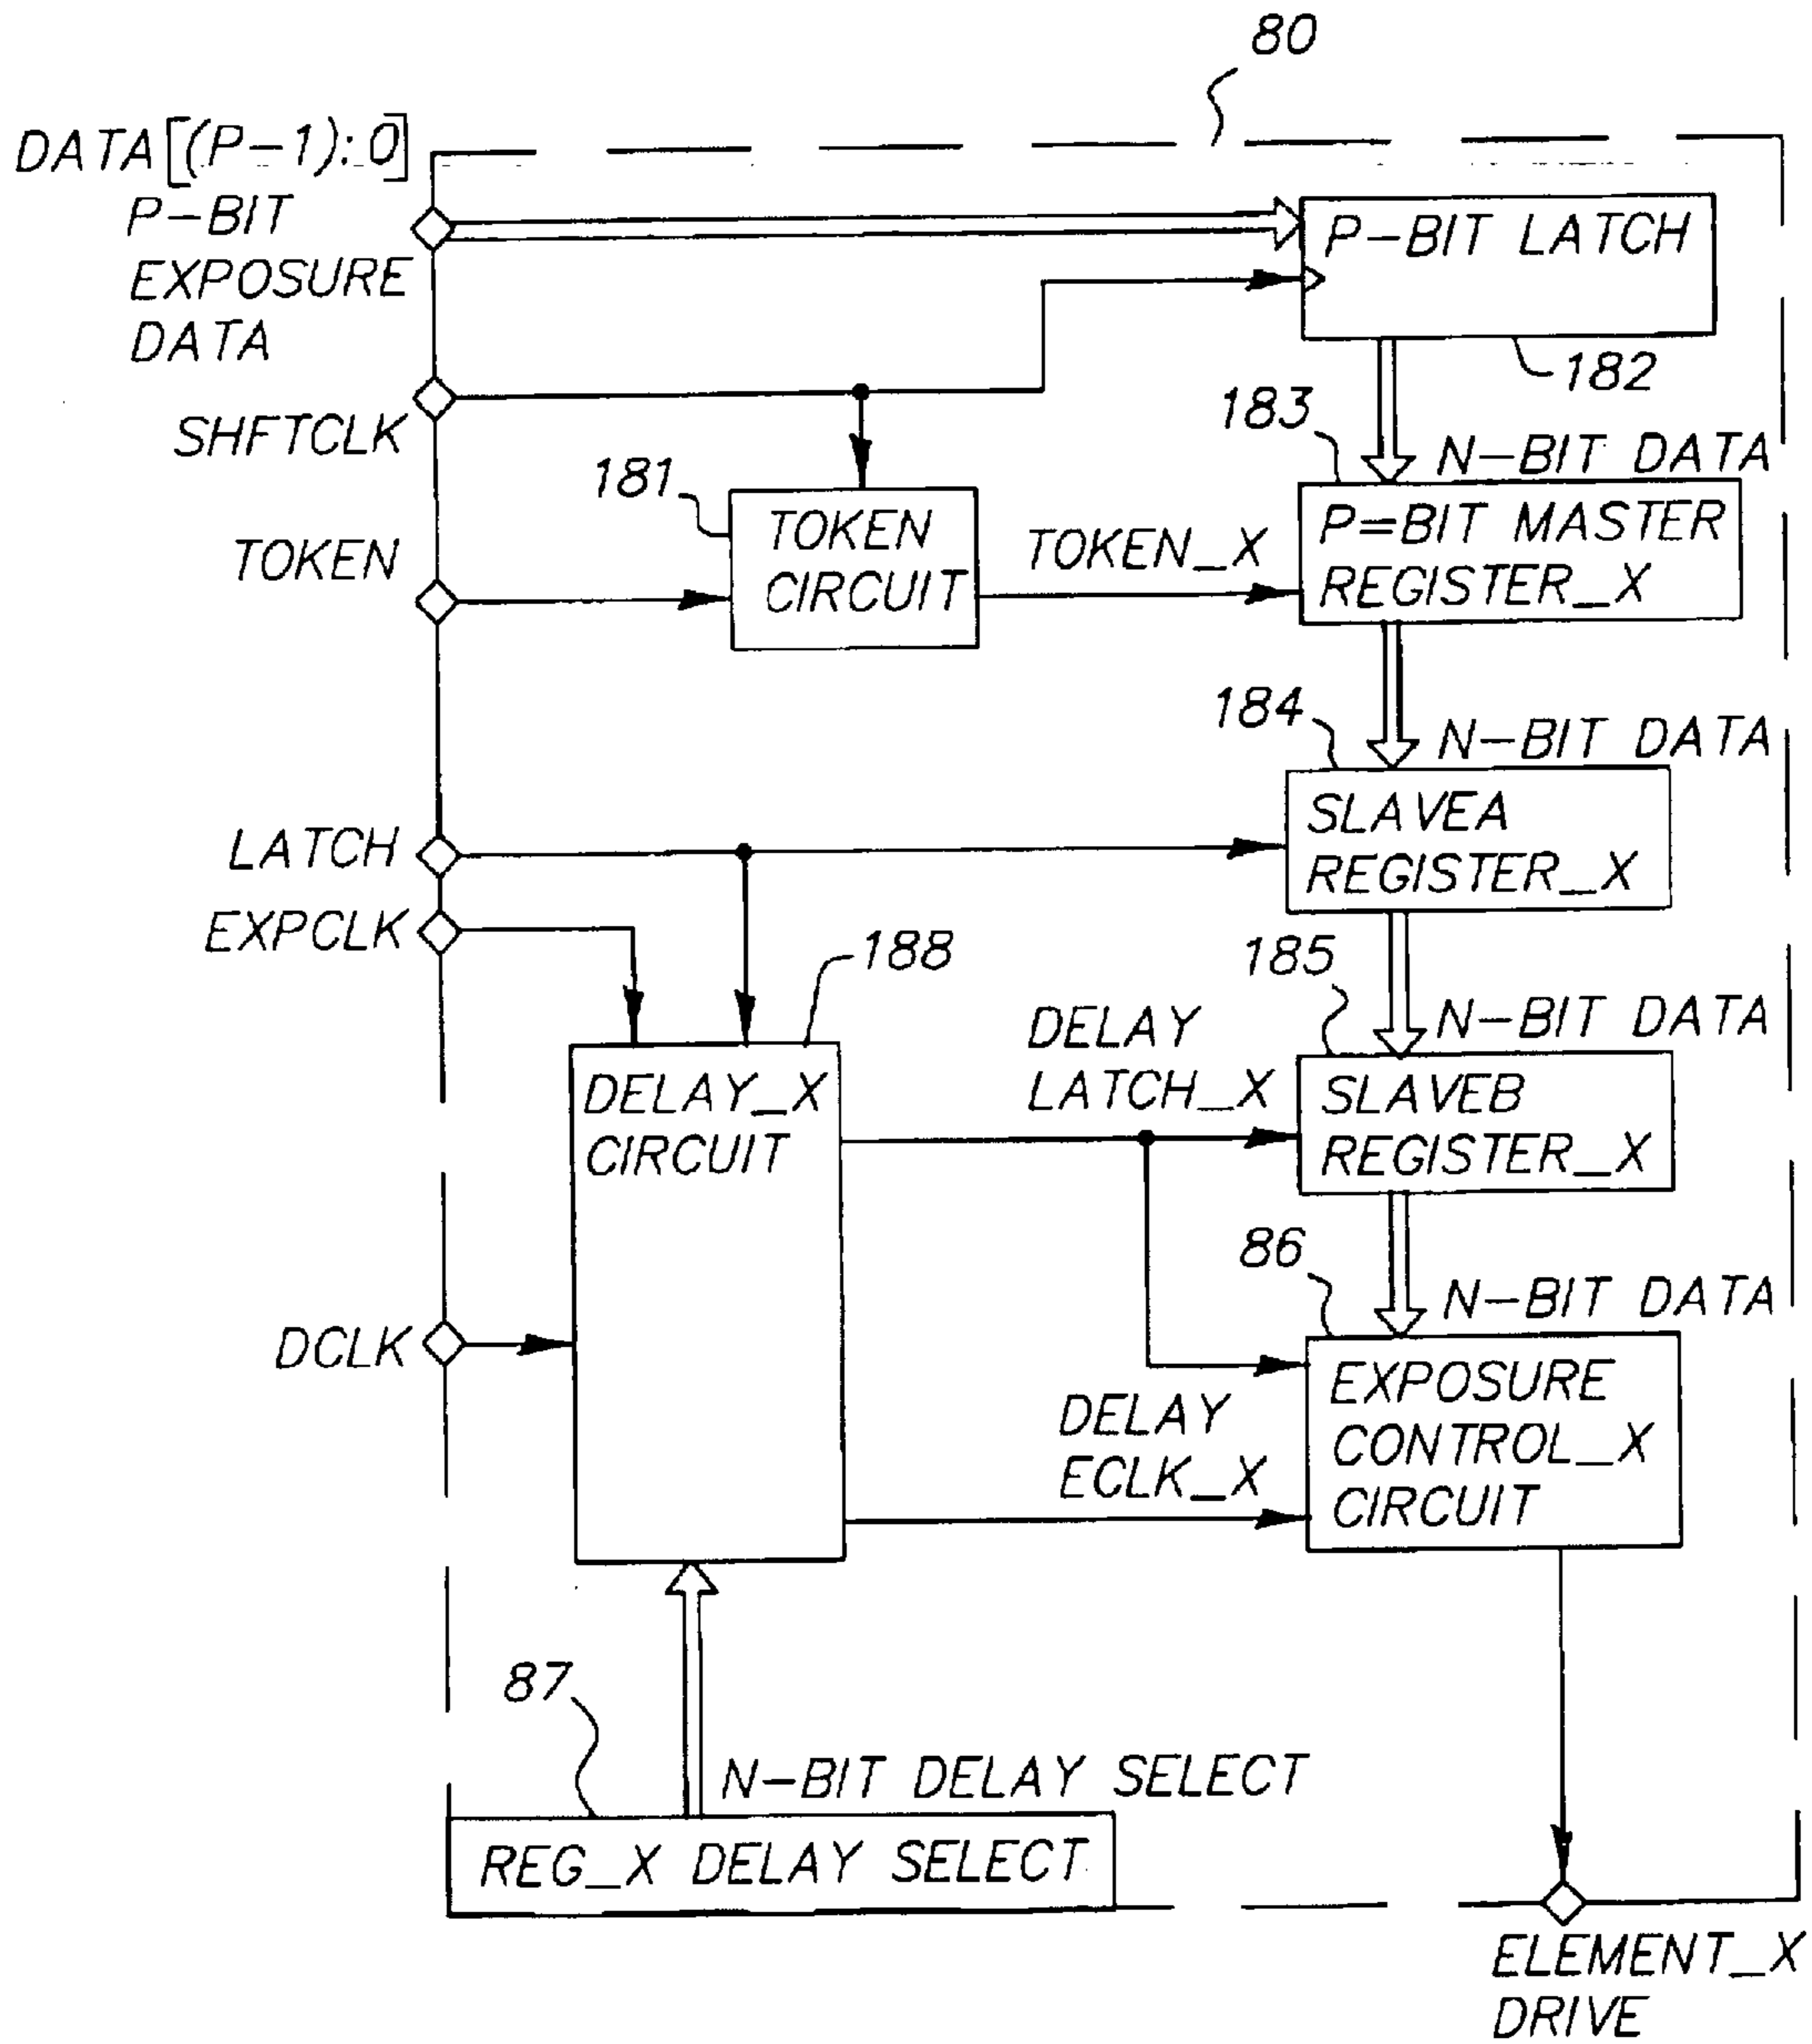 80
DATA[(P-1):0]
P-BIT
EXPOSURE
DATA
P-BIT LATCH
182
SHFTCLK
183
N-BIT DATA
181
TOKEN
CIRCUIT
TOKEN
TOKEN_X
P=BIT MASTER
REGISTER_X
184
N-BIT DATA
LATCH
SLAVEA
REGISTER_X
EXPCLK
188
185
N-BIT DATA
DELAY
LATCH_X
DELAY_X
CIRCUIT
SLAVEB
REGISTER_X
86
N-BIT DATA
DCLK
EXPOSURE
CONTROL_X
CIRCUIT
DELAY
ECLK_X
87
N-BIT DELAY SELECT
REG_X DELAY SELECT
ELEMENT_X
DRIVE